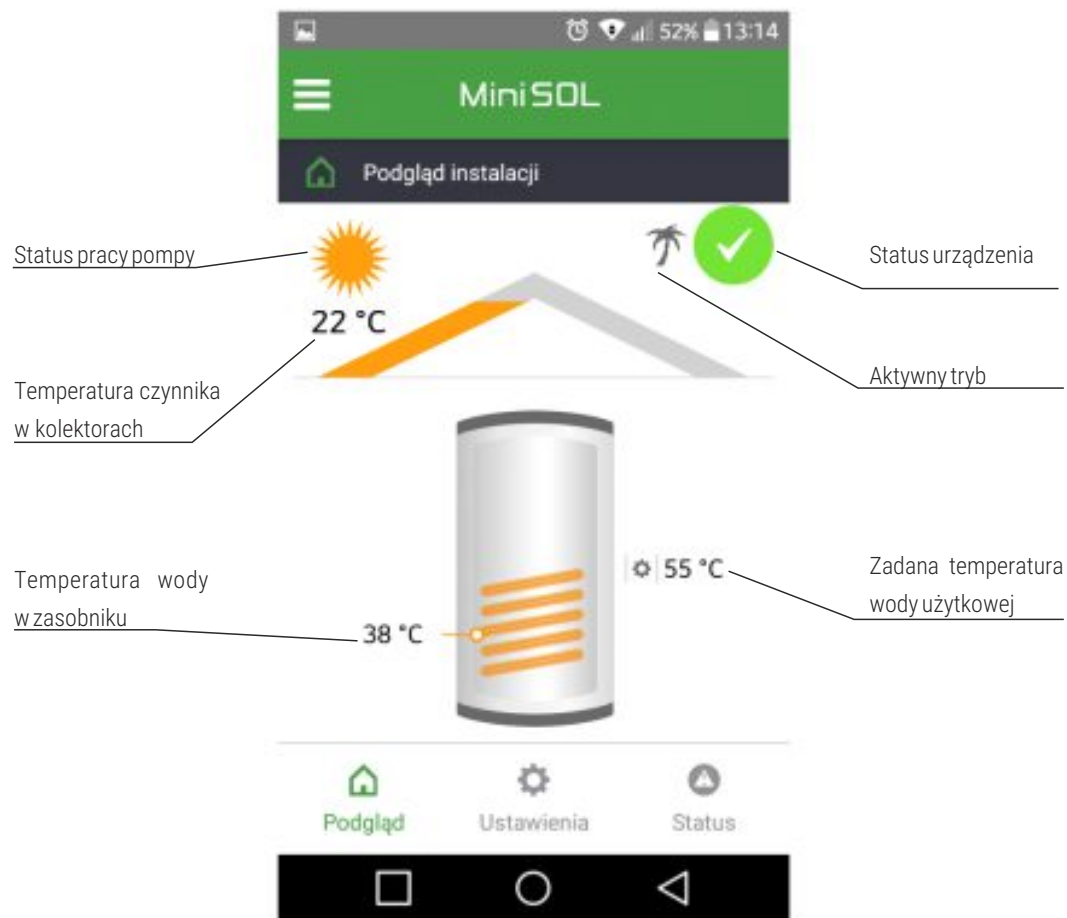 52% 13:14
MiniSOL
Podgląd instalacji
Status pracy pompy
Status urządzenia
22 °C
Aktywny tryb
Temperatura czynnika
w kolektorach
55 °C
Zadana temperatura
wody użytkowej
Temperatura wody
w zasobniku
38 °C
Podgląd
Ustawienia
Status